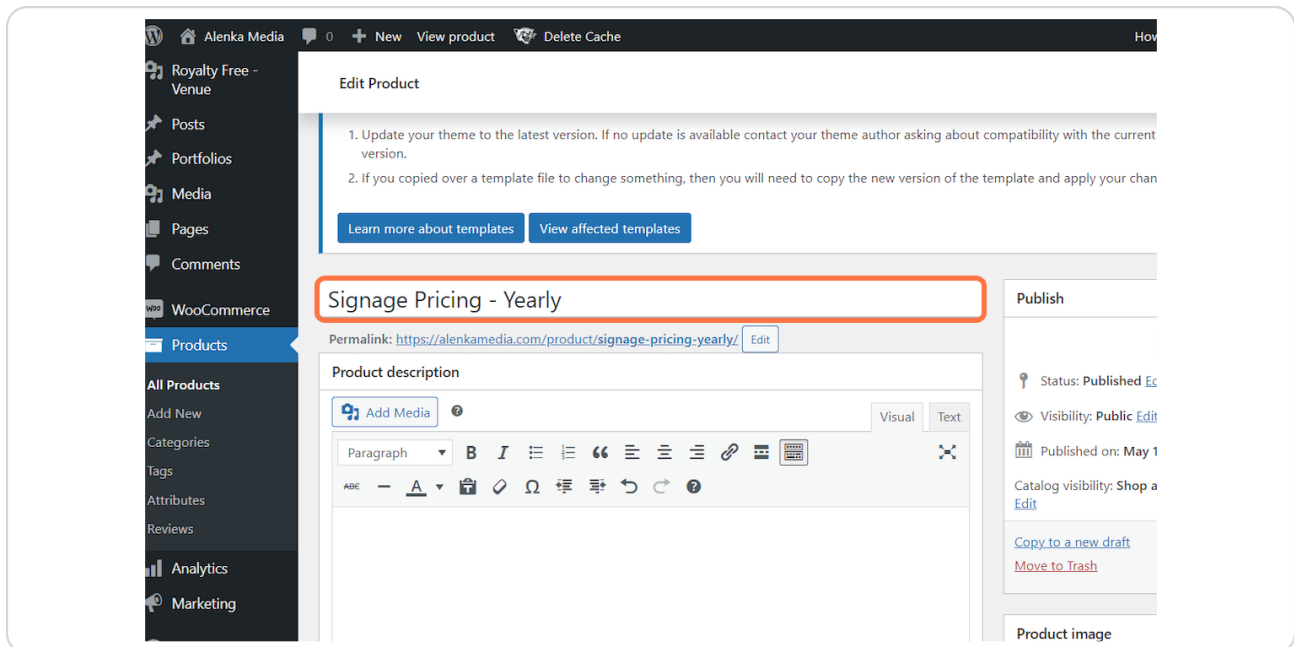 Alenka Media
0
New
View product
Delete Cache
Royalty Free -
Venue
Posts
Portfolios
Media
Pages
Comments
WooCommerce
Products
All Products
Add New
Categories
Tags
Attributes
Reviews
Analytics
Marketing
Edit Product
1. Update your theme to the latest version. If no update is available contact your theme author asking about compatibility with the current
version.
2. If you copied over a template file to change something, then you will need to copy the new version of the template and apply your
Learn more about templates
View affected templates
Signage Pricing - Yearly
Permalink: https://alenkamedia.com/product/signage-pricing-yearly/ Edit
Product description
Add Media
Visual
Text
Paragraph
B I
ABC A Ω
Publish
Status: Published
Visibility: Public Edit
Published on: May
Catalog visibility: Shop
Edit
Copy to a new draft
Move to Trash
Product image